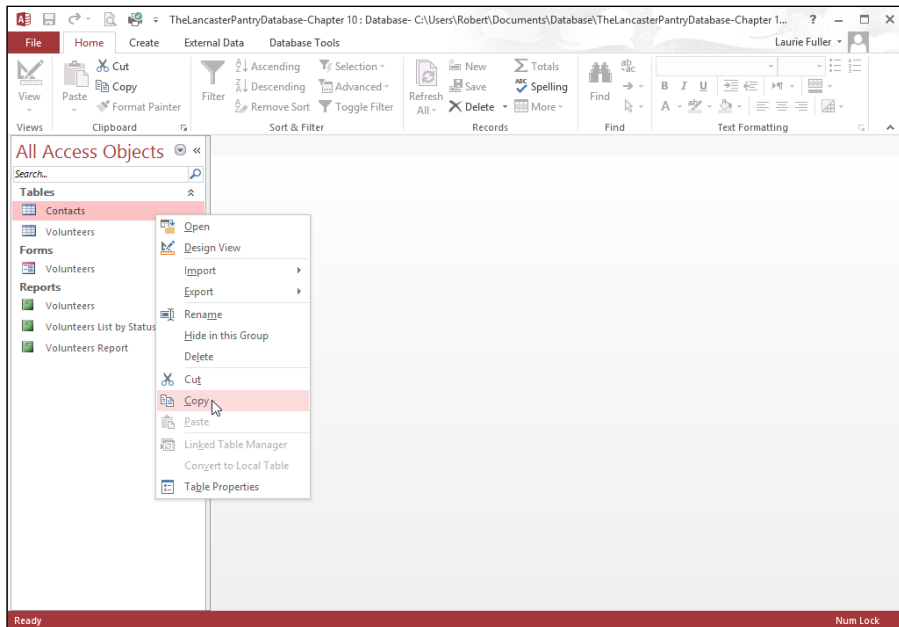 TheLancasterPantryDatabase-Chapter 10 : Database- C:\Users\Robert\Documents\Database\TheLancasterPantryDatabase-Chapter 1... ?
File Home Create External Data Database Tools Laurie Fuller
View
Views
Paste
Cut
Copy
Format Painter
Clipboard
Filter
Ascending
Descending
Remove Sort
Selection
Advanced
Toggle Filter
Sort & Filter
Refresh
All
New
Save
Delete
Totals
Spelling
More
Records
Find
ab
ac
Find
B I U
A
Text Formatting
All Access Objects
Search...
Tables
Contacts
Volunteers
Forms
Volunteers
Reports
Volunteers
Volunteers List by Status
Volunteers Report
Open
Design View
Import
Export
Rename
Hide in this Group
Delete
Cut
Copy
Paste
Linked Table Manager
Convert to Local Table
Table Properties
Ready Num Lock